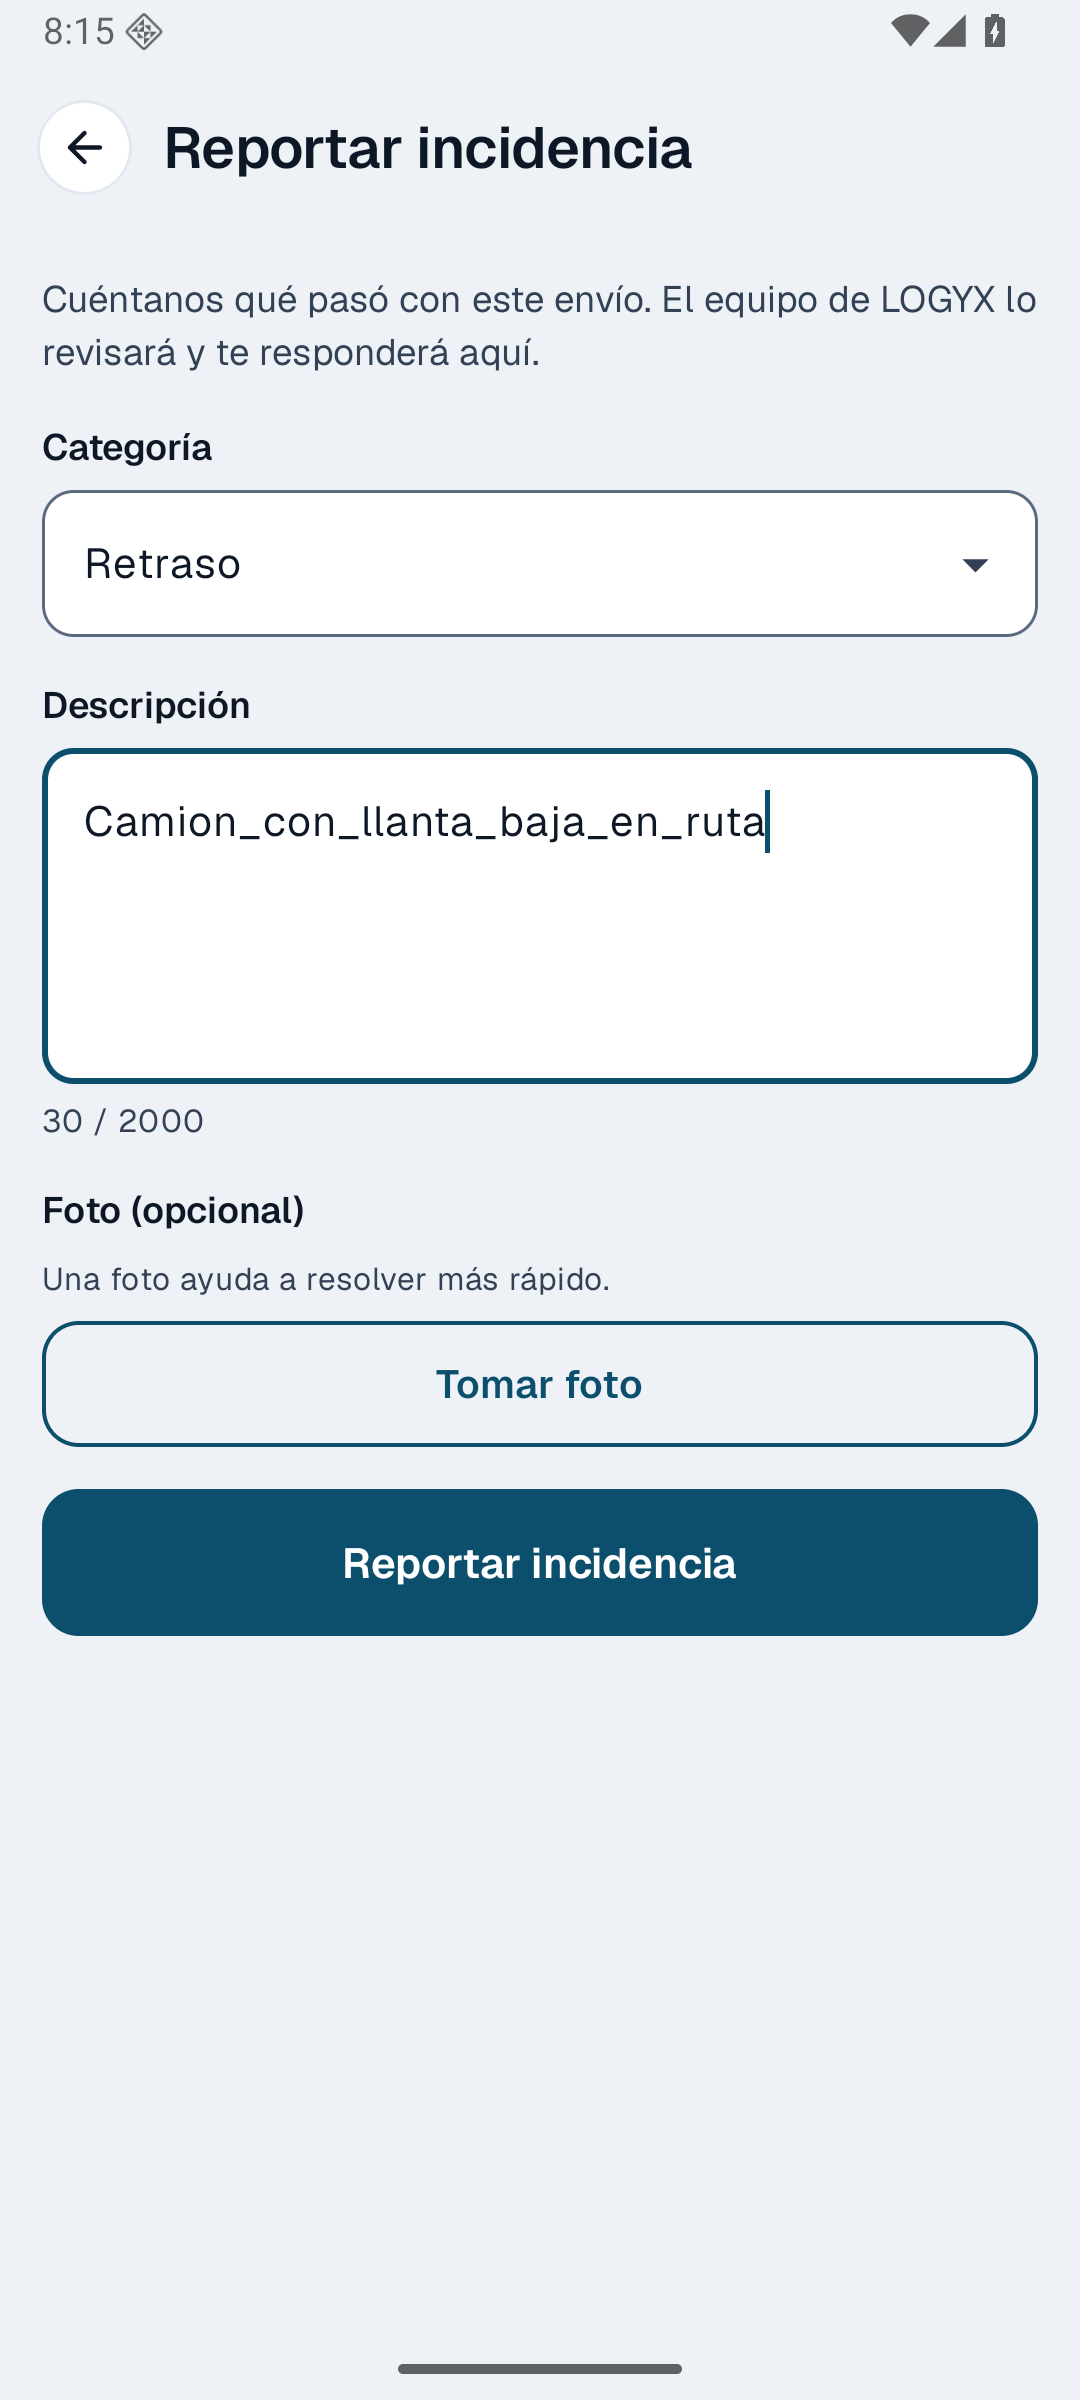 8:15
Reportar incidencia
Cuéntanos qué pasó con este envío. El equipo de LOGYX lo
revisará y te responderá aquí.
Categoría
Retraso
Descripción
Camion_con_llanta_baja_en_ruta
30 / 2000
Foto (opcional)
Una foto ayuda a resolver más rápido.
Tomar foto
Reportar incidencia